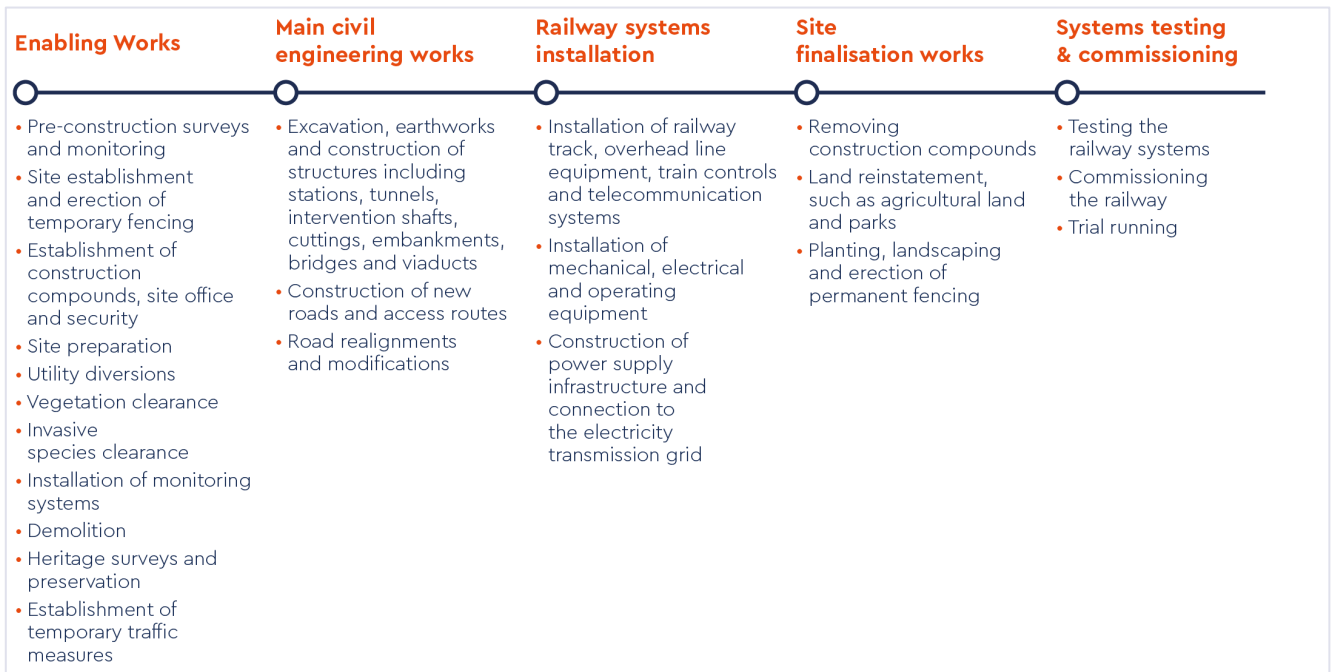 Enabling Works
• Pre-construction surveys
and monitoring
• Site establishment
and erection of
temporary fencing
• Establishment of
construction
compounds, site office
and security
• Site preparation
• Utility diversions
• Vegetation clearance
• Invasive
species clearance
• Installation of monitoring
systems
• Demolition
• Heritage surveys and
preservation
• Establishment of
temporary traffic
measures
Main civil
engineering works
• Excavation, earthworks
and construction of
structures including
stations, tunnels,
intervention shafts,
cuttings, embankments,
bridges and viaducts
• Construction of new
roads and access routes
• Road realignments
and modifications
Railway systems
installation
• Installation of railway
track, overhead line
equipment, train controls
and telecommunication
systems
• Installation of
mechanical, electrical
and operating
equipment
• Construction of
power supply
infrastructure and
connection to
the electricity
transmission grid
Site
finalisation works
• Removing
construction compounds
• Land reinstatement,
such as agricultural land
and parks
• Planting, landscaping
and erection of
permanent fencing
Systems testing
& commissioning
• Testing the
railway systems
• Commissioning
the railway
• Trial running